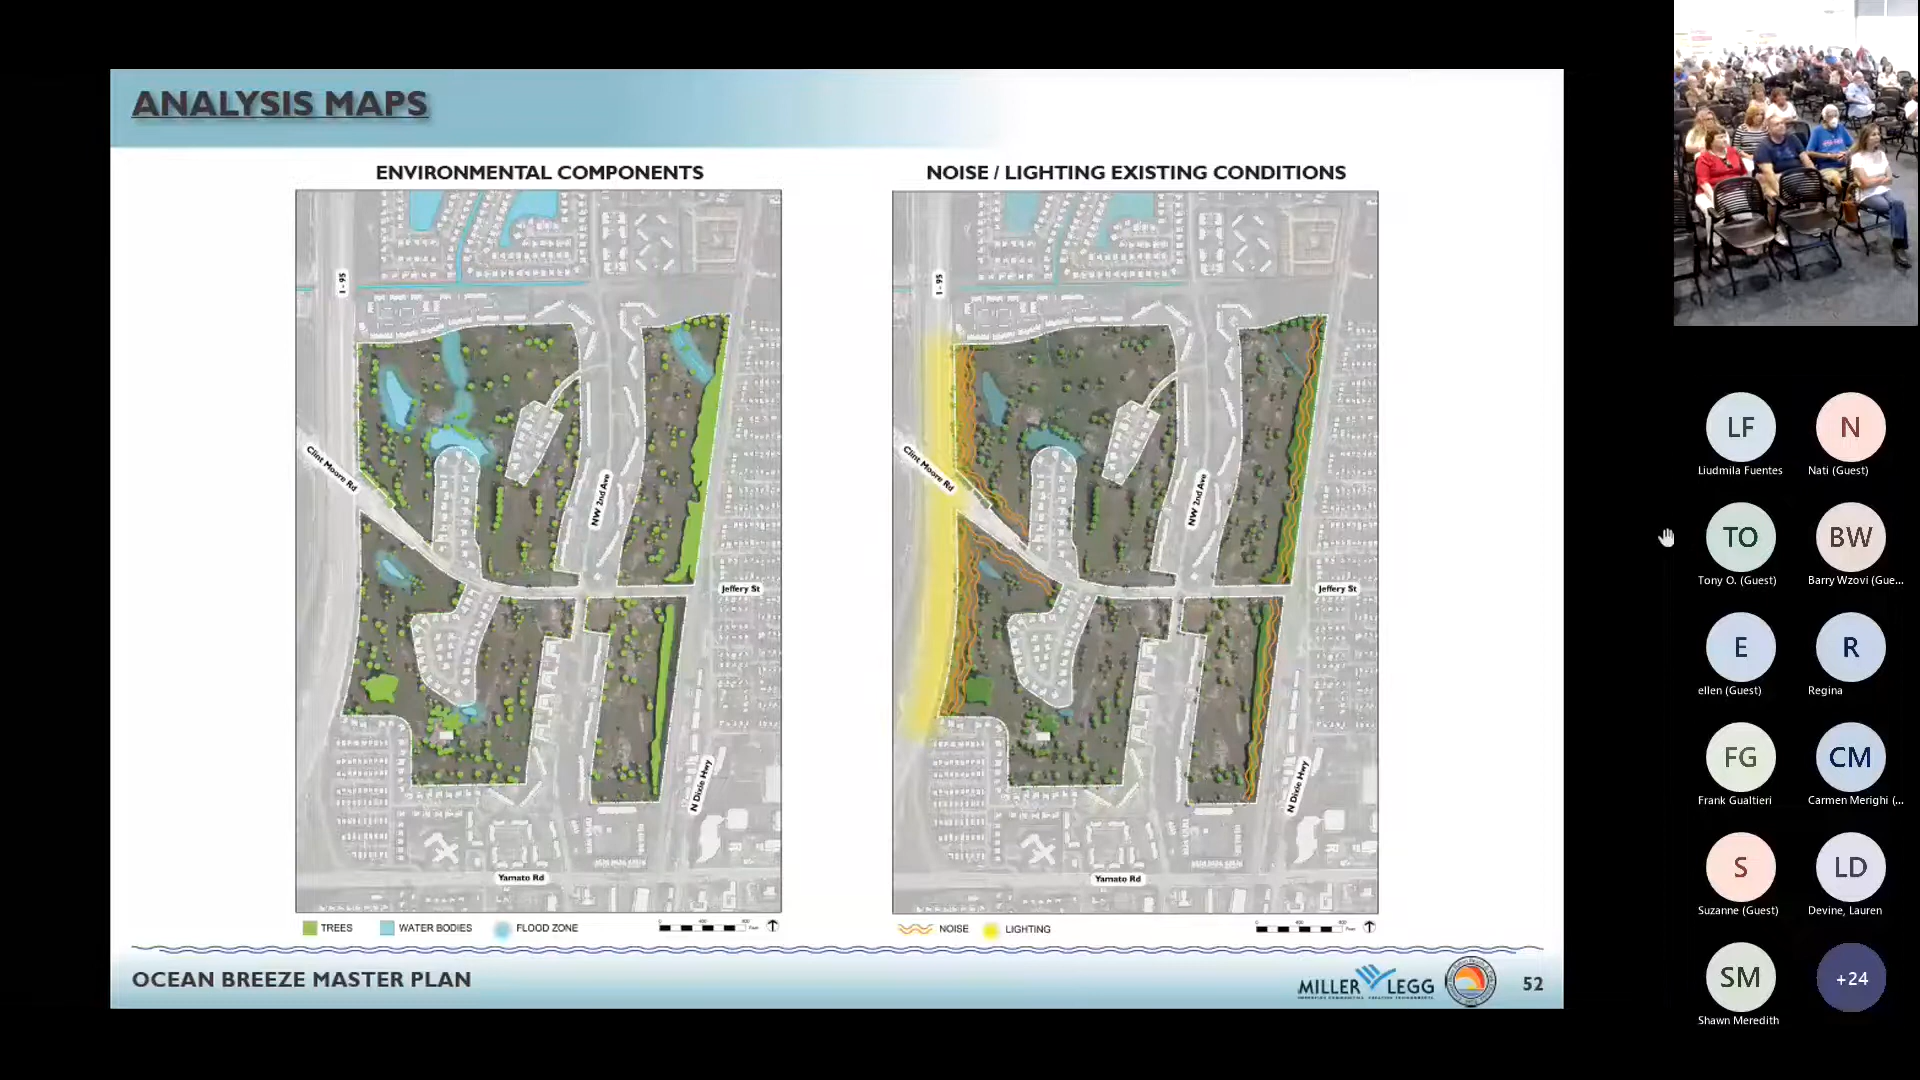 ANALYSIS MAPS
ENVIRONMENTAL COMPONENTS
I - 95
Clint Moore Rd
NW 2nd Ave
Jeffery St
N Dixie Hwy
Yamato Rd
TREES
WATER BODIES
FLOOD ZONE
NOISE / LIGHTING EXISTING CONDITIONS
I - 95
Clint Moore Rd
NW 2nd Ave
Jeffery St
N Dixie Hwy
Yamato Rd
NOISE
LIGHTING
OCEAN BREEZE MASTER PLAN
MILLER LEGG
52
LF
Liudmila Fuentes
N
Nati (Guest)
TO
Tony O. (Guest)
BW
Barry Wzovi (Gue...
E
ellen (Guest)
R
Regina
FG
Frank Gualtieri
CM
Carmen Merighi (...
S
Suzanne (Guest)
LD
Devine, Lauren
SM
Shawn Meredith
+24